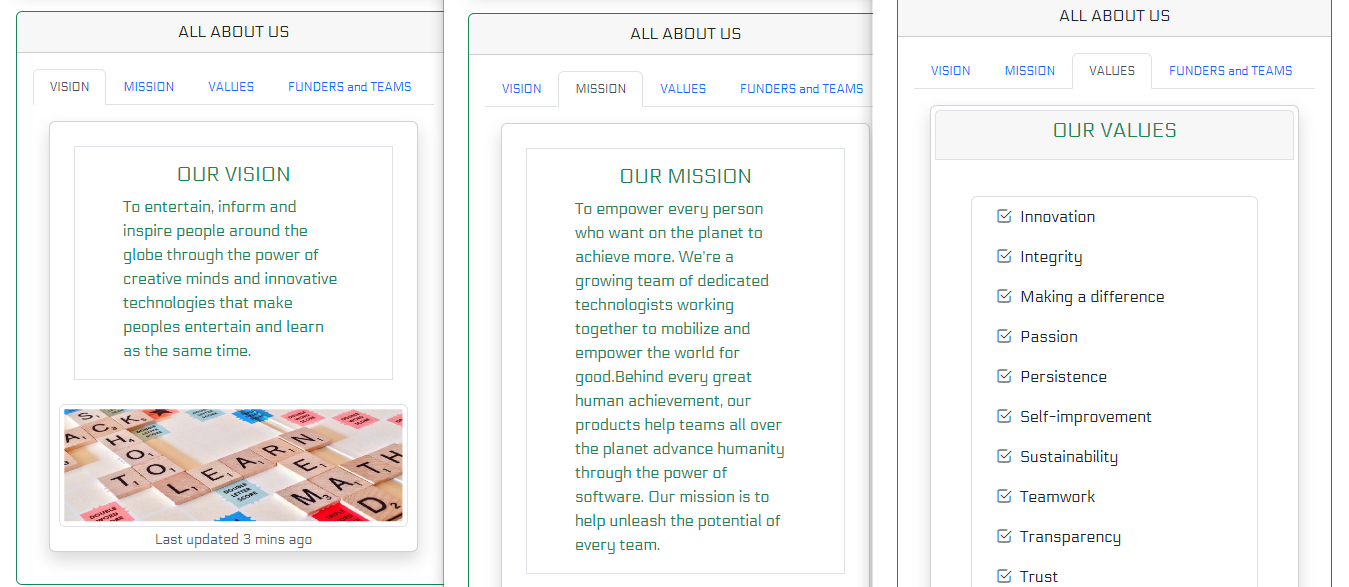 ALL ABOUT US
VISION MISSION VALUES FUNDERS and TEAMS
OUR VISION
To entertain, inform and
inspire people around the
globe through the power of
creative minds and innovative
technologies that make
peoples entertain and learn
as the same time.
SCHOOL
LEARN
MATH
Last updated 3 mins ago
ALL ABOUT US
VISION MISSION VALUES FUNDERS and TEAMS
OUR MISSION
To empower every person
who want on the planet to
achieve more. We're a
growing team of dedicated
technologists working
together to mobilize and
empower the world for
good.Behind every great
human achievement, our
products help teams all over
the planet advance humanity
through the power of
software. Our mission is to
help unleash the potential of
every team.
ALL ABOUT US
VISION MISSION VALUES FUNDERS and TEAMS
OUR VALUES
Innovation
Integrity
Making a difference
Passion
Persistence
Self-improvement
Sustainability
Teamwork
Transparency
Trust